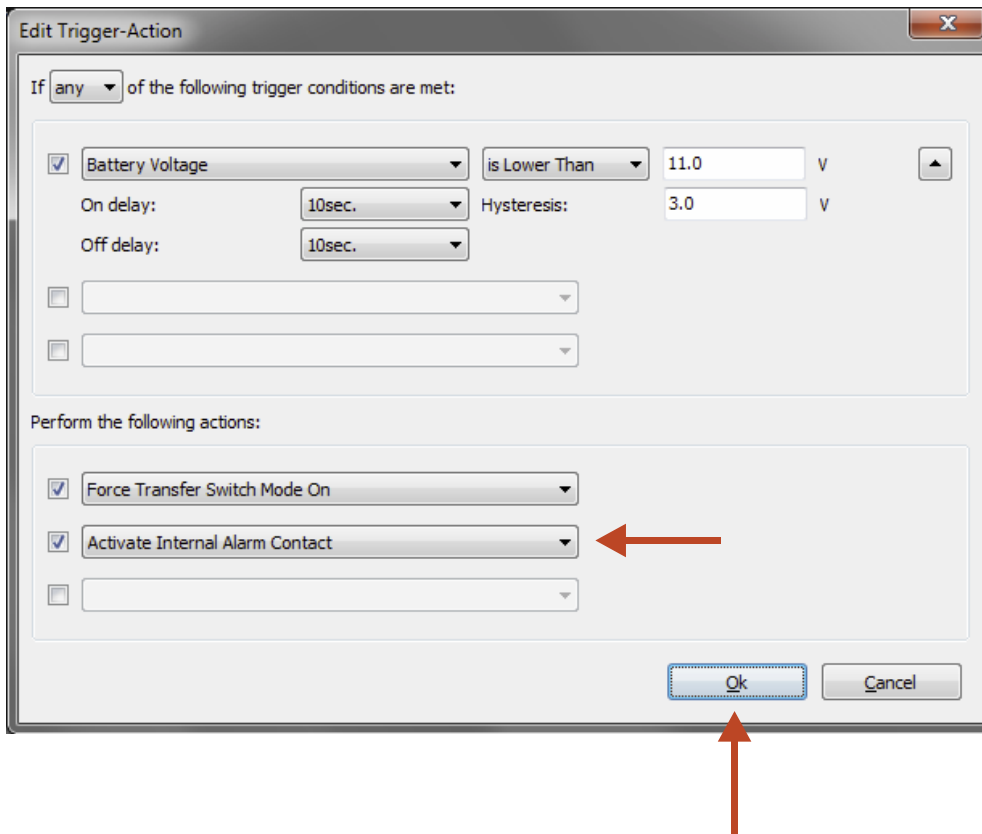 Edit Trigger-Action
If any of the following trigger conditions are met:
Battery Voltage is Lower Than 11.0 V
On delay: 10sec. Hysteresis: 3.0 V
Off delay: 10sec.
Perform the following actions:
Force Transfer Switch Mode On
Activate Internal Alarm Contact
Ok Cancel